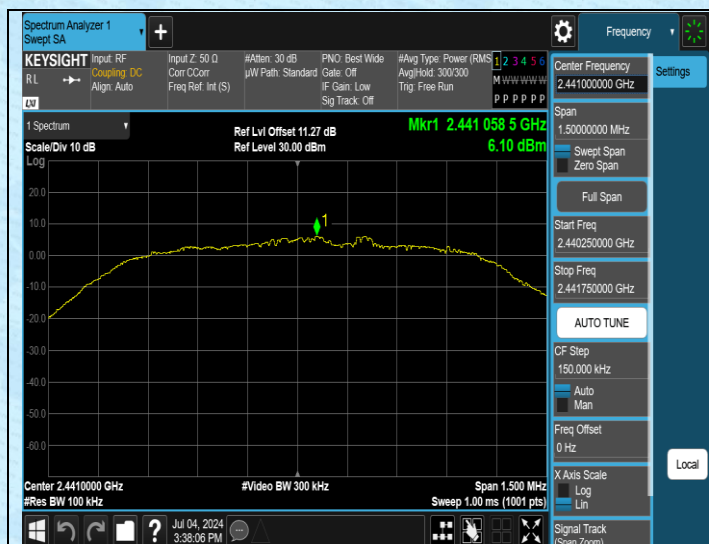 Spectrum Analyzer 1
Swept SA
+
Frequency
KEYSIGHT
RL
LXI
Input: RF
Coupling: DC
Align: Auto
Input Z: 50 Ω
Corr CCorr
Freq Ref: Int (S)
#Atten: 30 dB
µW Path: Standard
PNO: Best Wide
Gate: Off
IF Gain: Low
Sig Track: Off
#Avg Type: Power (RMS
Avg|Hold: 300/300
Trig: Free Run
1 2 3 4 5 6
M W W W W W
P P P P P P
1 Spectrum
Scale/Div 10 dB
Log
Ref Lvl Offset 11.27 dB
Ref Level 30.00 dBm
Mkr1 2.441 058 5 GHz
6.10 dBm
20.0
10.0
0.00
-10.0
-20.0
-30.0
-40.0
-50.0
-60.0
1
Center 2.4410000 GHz
#Res BW 100 kHz
#Video BW 300 kHz
Span 1.500 MHz
Sweep 1.00 ms (1001 pts)
Center Frequency
2.441000000 GHz
Settings
Span
1.50000000 MHz
Swept Span
Zero Span
Full Span
Start Freq
2.440250000 GHz
Stop Freq
2.441750000 GHz
AUTO TUNE
CF Step
150.000 kHz
Auto
Man
Freq Offset
0 Hz
X Axis Scale
Log
Lin
Local
Signal Track
(Span Zoom)
?
Jul 04, 2024
3:38:06 PM